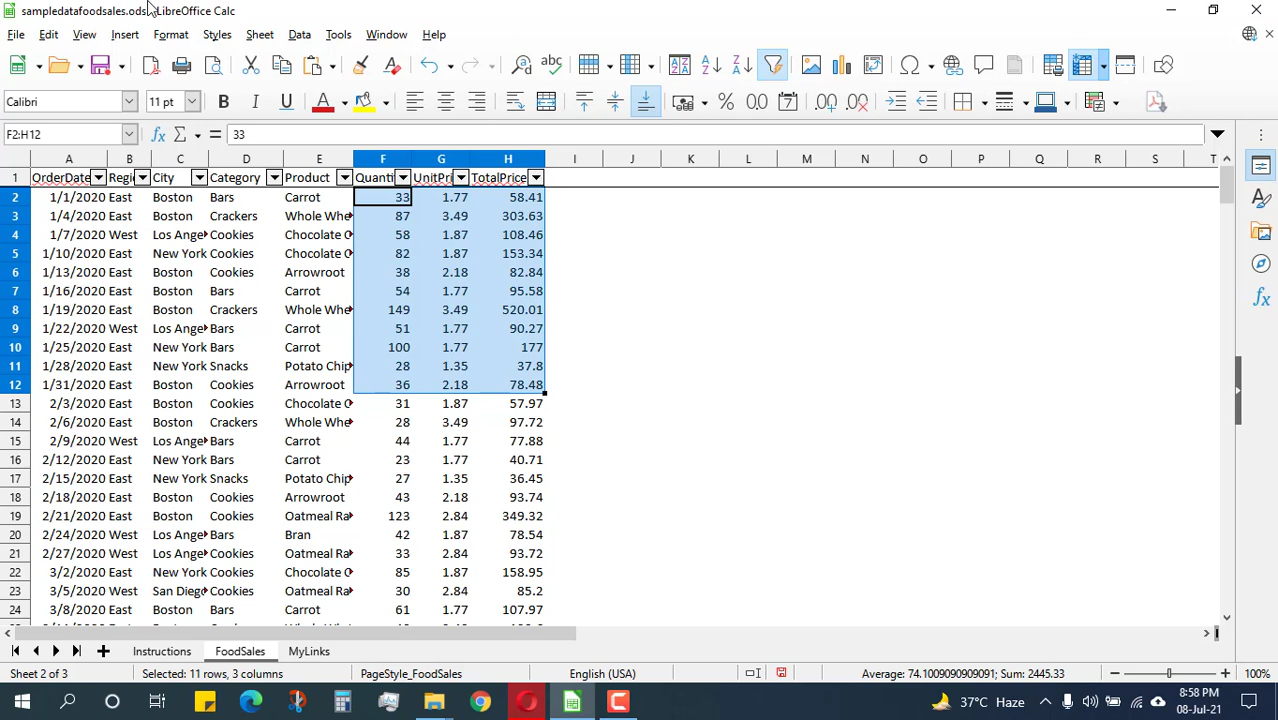 sampledatafoodsales.ods LibreOffice Calc
File Edit View Insert Format Styles Sheet Data Tools Window Help
Calibri 11 pt
F2:H12 33
A B C D E F G H I J K L M N O P Q R S T
1 OrderDate Regi City Category Product Quanti UnitPri TotalPrice
2 1/1/2020 East Boston Bars Carrot 33 1.77 58.41
3 1/4/2020 East Boston Crackers Whole Whe 87 3.49 303.63
4 1/7/2020 West Los Ange Cookies Chocolate C 58 1.87 108.46
5 1/10/2020 East New York Cookies Chocolate C 82 1.87 153.34
6 1/13/2020 East Boston Cookies Arrowroot 38 2.18 82.84
7 1/16/2020 East Boston Bars Carrot 54 1.77 95.58
8 1/19/2020 East Boston Crackers Whole Whe 149 3.49 520.01
9 1/22/2020 West Los Ange Bars Carrot 51 1.77 90.27
10 1/25/2020 East New York Bars Carrot 100 1.77 177
11 1/28/2020 East New York Snacks Potato Chip 28 1.35 37.8
12 1/31/2020 East Boston Cookies Arrowroot 36 2.18 78.48
13 2/3/2020 East Boston Cookies Chocolate C 31 1.87 57.97
14 2/6/2020 East Boston Crackers Whole Whe 28 3.49 97.72
15 2/9/2020 West Los Ange Bars Carrot 44 1.77 77.88
16 2/12/2020 East New York Bars Carrot 23 1.77 40.71
17 2/15/2020 East New York Snacks Potato Chip 27 1.35 36.45
18 2/18/2020 East Boston Cookies Arrowroot 43 2.18 93.74
19 2/21/2020 East Boston Cookies Oatmeal Ra 123 2.84 349.32
20 2/24/2020 West Los Ange Bars Bran 42 1.87 78.54
21 2/27/2020 West Los Ange Cookies Oatmeal Ra 33 2.84 93.72
22 3/2/2020 East New York Cookies Chocolate C 85 1.87 158.95
23 3/5/2020 West San Dieg Cookies Oatmeal Ra 30 2.84 85.2
24 3/8/2020 East Boston Bars Carrot 61 1.77 107.97
Instructions FoodSales MyLinks
Sheet 2 of 3 Selected: 11 rows, 3 columns PageStyle_FoodSales English (USA) Average: 74.1009090909091; Sum: 2445.33 100%
37°C Haze 8:58 PM
08-Jul-21